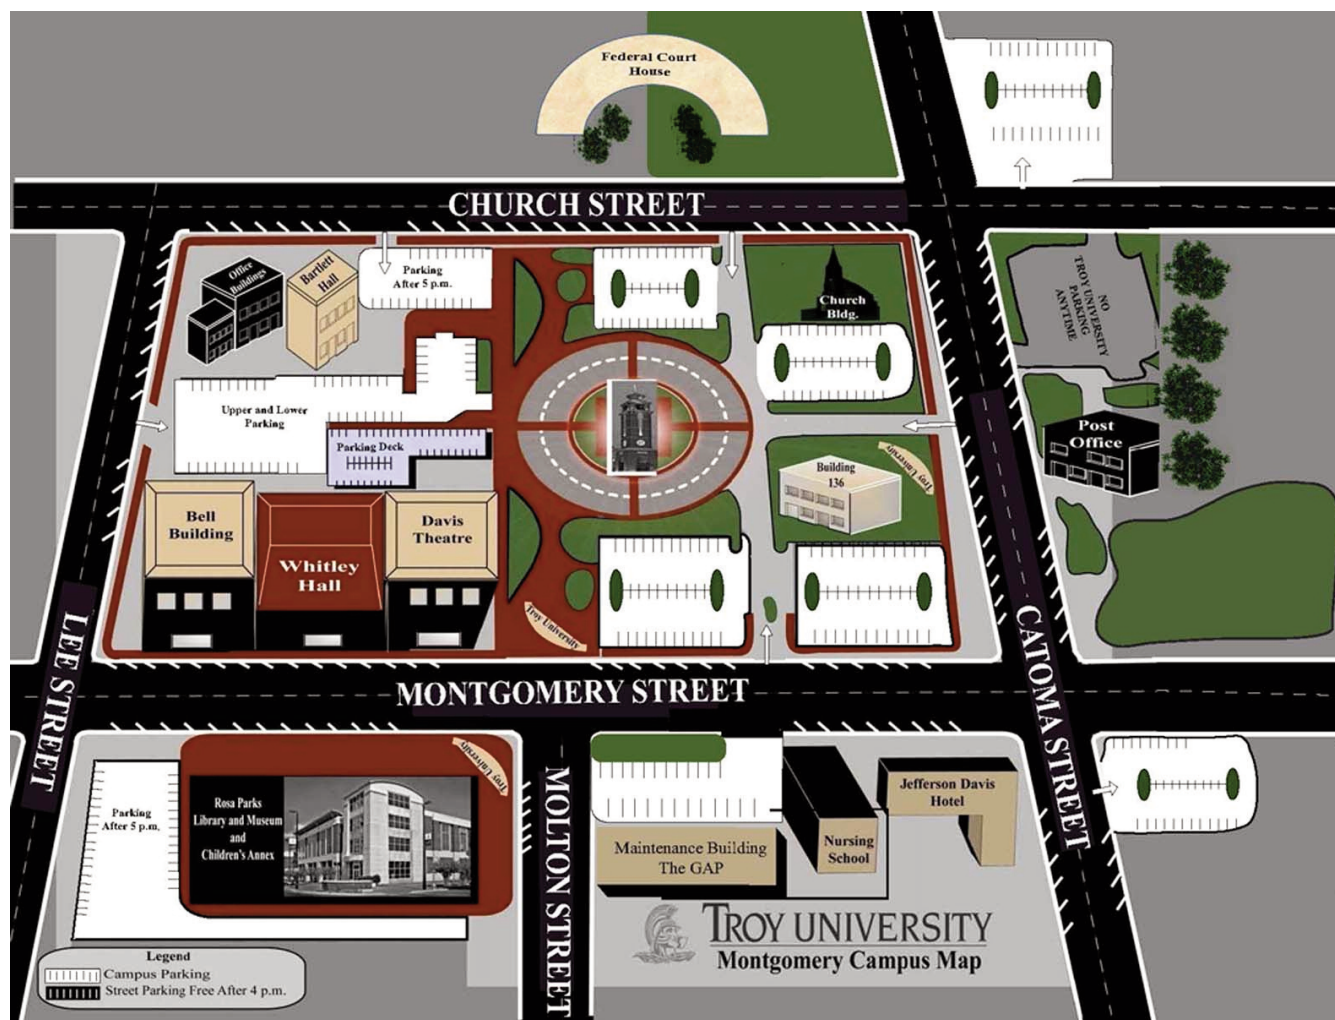 Federal Court
House
CHURCH STREET
Office
Buildings
Bartlett
Hall
Parking
After 5 p.m.
Church
Bldg.
NO
TROY UNIVERSITY
PARKING
ANYTIME
Upper and Lower
Parking
Parking Deck
Post
Office
Building
136
Troy University
Bell
Building
Whitley
Hall
Davis
Theatre
Troy University
LEE STREET
MONTGOMERY STREET
CATOMA STREET
Parking
After 5 p.m.
Rosa Parks
Library and Museum
and
Children's Annex
Troy University
MOLTON STREET
Maintenance Building
The GAP
Nursing
School
Jefferson Davis
Hotel
TROY UNIVERSITY
Montgomery Campus Map
Legend
Campus Parking
Street Parking Free After 4 p.m.